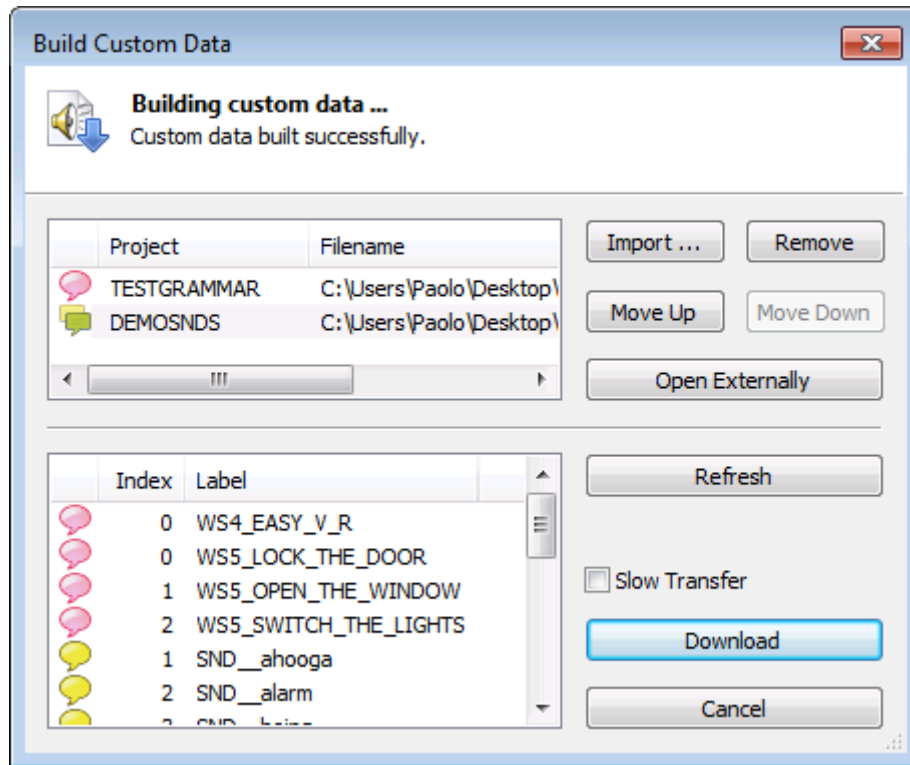 Build Custom Data
Building custom data ...
Custom data built successfully.
Project Filename
TESTGRAMMAR C:\Users\Paolo\Desktop\
DEMOSNDS C:\Users\Paolo\Desktop\
Import ... Remove
Move Up Move Down
Open Externally
Index Label
0 WS4_EASY_V_R
0 WS5_LOCK_THE_DOOR
1 WS5_OPEN_THE_WINDOW
2 WS5_SWITCH_THE_LIGHTS
1 SND__ahooga
2 SND__alarm
Refresh
Slow Transfer
Download
Cancel